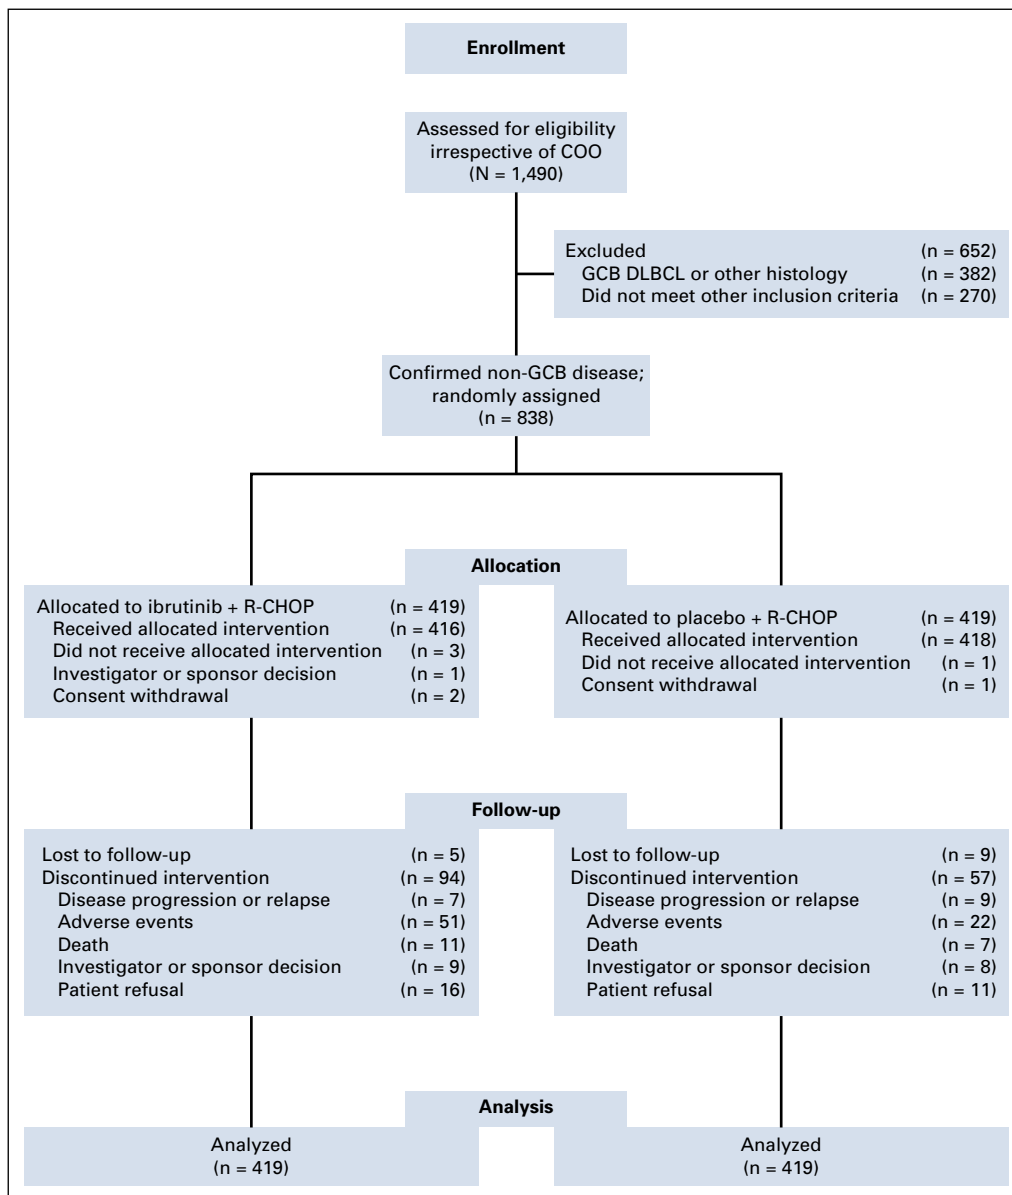 Enrollment
Assessed for eligibility
irrespective of COO
(N = 1,490)
Excluded (n = 652)
GCB DLBCL or other histology (n = 382)
Did not meet other inclusion criteria (n = 270)
Confirmed non-GCB disease;
randomly assigned
(n = 838)
Allocation
Allocated to ibrutinib + R-CHOP (n = 419)
Received allocated intervention (n = 416)
Did not receive allocated intervention (n = 3)
Investigator or sponsor decision (n = 1)
Consent withdrawal (n = 2)
Allocated to placebo + R-CHOP (n = 419)
Received allocated intervention (n = 418)
Did not receive allocated intervention (n = 1)
Consent withdrawal (n = 1)
Follow-up
Lost to follow-up (n = 5)
Discontinued intervention (n = 94)
Disease progression or relapse (n = 7)
Adverse events (n = 51)
Death (n = 11)
Investigator or sponsor decision (n = 9)
Patient refusal (n = 16)
Lost to follow-up (n = 9)
Discontinued intervention (n = 57)
Disease progression or relapse (n = 9)
Adverse events (n = 22)
Death (n = 7)
Investigator or sponsor decision (n = 8)
Patient refusal (n = 11)
Analysis
Analyzed
(n = 419)
Analyzed
(n = 419)